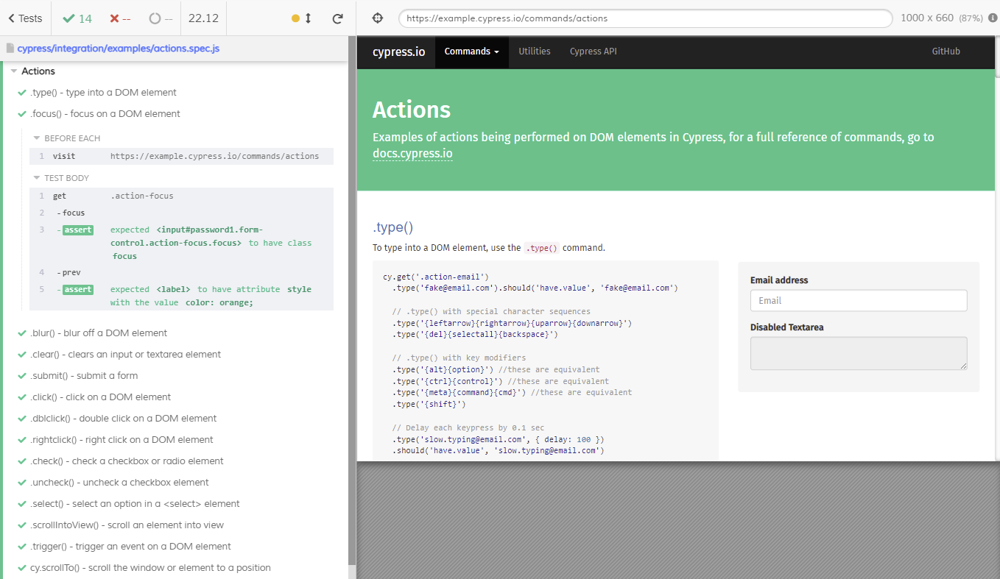 Tests
14
--
--
22.12
https://example.cypress.io/commands/actions
1000 x 660 (87%)
cypress/integration/examples/actions.spec.js
Actions
.type() - type into a DOM element
.focus() - focus on a DOM element
BEFORE EACH
1 visit https://example.cypress.io/commands/actions
TEST BODY
1 get .action-focus
2 -focus
3 -assert expected <input#password1.form-
control.action-focus.focus> to have class
focus
4 -prev
5 -assert expected <label> to have attribute style
with the value color: orange;
.blur() - blur off a DOM element
.clear() - clears an input or textarea element
.submit() - submit a form
.click() - click on a DOM element
.dblclick() - double click on a DOM element
.rightclick() - right click on a DOM element
.check() - check a checkbox or radio element
.uncheck() - uncheck a checkbox element
.select() - select an option in a <select> element
.scrollIntoView() - scroll an element into view
.trigger() - trigger an event on a DOM element
cy.scrollTo() - scroll the window or element to a position
cypress.io
Commands
Utilities
Cypress API
GitHub
Actions
Examples of actions being performed on DOM elements in Cypress, for a full reference of commands, go to
docs.cypress.io
.type()
To type into a DOM element, use the .type() command.
cy.get('.action-email')
.type('fake@email.com').should('have.value', 'fake@email.com')
// .type() with special character sequences
.type('{leftarrow}{rightarrow}{uparrow}{downarrow}')
.type('{del}{selectall}{backspace}')
// .type() with key modifiers
.type('{alt}{option}') //these are equivalent
.type('{ctrl}{control}') //these are equivalent
.type('{meta}{command}{cmd}') //these are equivalent
.type('{shift}')
// Delay each keypress by 0.1 sec
.type('slow.typing@email.com', { delay: 100 })
.should('have.value', 'slow.typing@email.com')
Email address
Email
Disabled Textarea